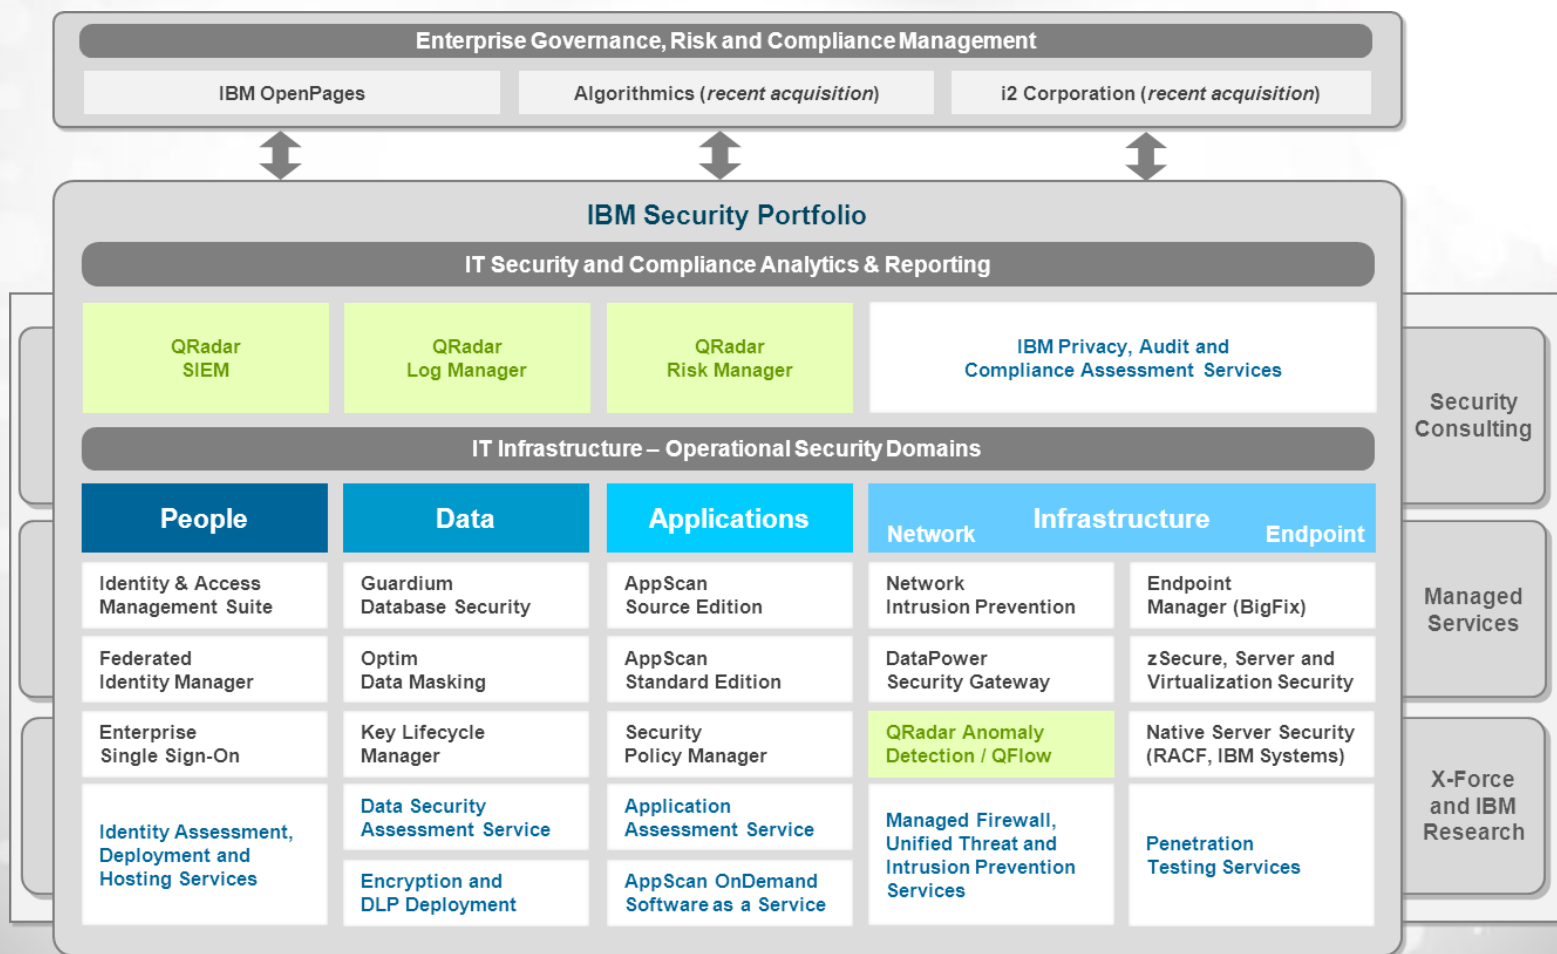 Enterprise Governance, Risk and Compliance Management
IBM OpenPages
Algorithmics (recent acquisition)
i2 Corporation (recent acquisition)
IBM Security Portfolio
IT Security and Compliance Analytics & Reporting
QRadar
SIEM
QRadar
Log Manager
QRadar
Risk Manager
IBM Privacy, Audit and
Compliance Assessment Services
IT Infrastructure – Operational Security Domains
People
Data
Applications
Infrastructure
Network
Endpoint
Identity & Access
Management Suite
Guardium
Database Security
AppScan
Source Edition
Network
Intrusion Prevention
Endpoint
Manager (BigFix)
Federated
Identity Manager
Optim
Data Masking
AppScan
Standard Edition
DataPower
Security Gateway
zSecure, Server and
Virtualization Security
Enterprise
Single Sign-On
Key Lifecycle
Manager
Security
Policy Manager
QRadar Anomaly
Detection / QFlow
Native Server Security
(RACF, IBM Systems)
Identity Assessment,
Deployment and
Hosting Services
Data Security
Assessment Service
Encryption and
DLP Deployment
Application
Assessment Service
AppScan OnDemand
Software as a Service
Managed Firewall,
Unified Threat and
Intrusion Prevention
Services
Penetration
Testing Services
Security
Consulting
Managed
Services
X-Force
and IBM
Research